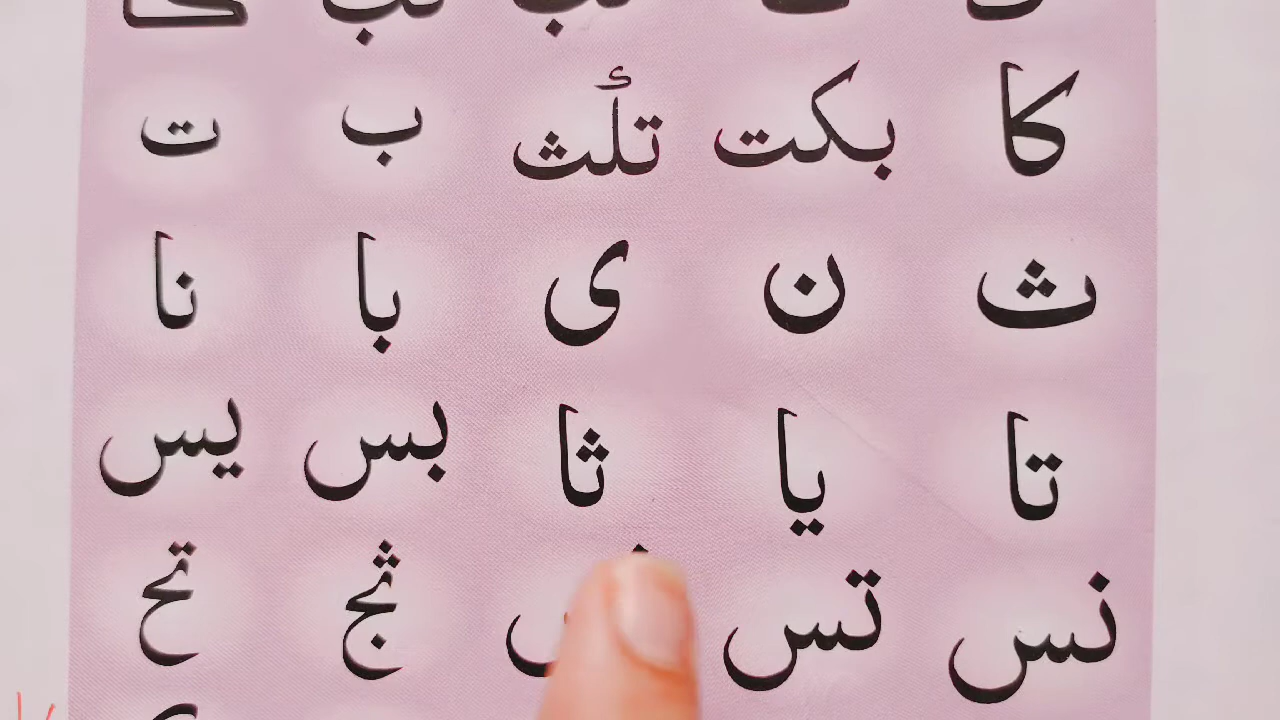 کا بکت تلث ب ت
ث ن ی با نا
تا یا ثا بس یس
نس تس ثج تح